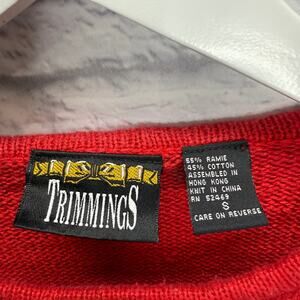 TRIMMINGS
55% RAMIE
45% COTTON
ASSEMBLED IN
HONG KONG
KNIT IN CHINA
RN 52469
S
CARE ON REVERSE